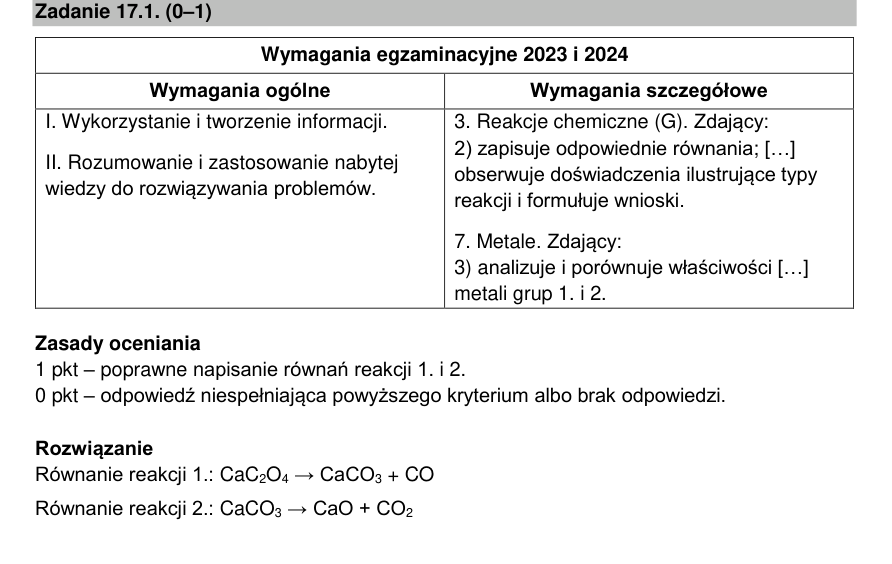 Zadanie 17.1. (0–1)
Wymagania egzaminacyjne 2023 i 2024
Wymagania ogólne
Wymagania szczegółowe
I. Wykorzystanie i tworzenie informacji.
II. Rozumowanie i zastosowanie nabytej
wiedzy do rozwiązywania problemów.
3. Reakcje chemiczne (G). Zdający:
2) zapisuje odpowiednie równania; […]
obserwuje doświadczenia ilustrujące typy
reakcji i formułuje wnioski.
7. Metale. Zdający:
3) analizuje i porównuje właściwości […]
metali grup 1. i 2.
Zasady oceniania
1 pkt – poprawne napisanie równań reakcji 1. i 2.
0 pkt – odpowiedź niespełniająca powyższego kryterium albo brak odpowiedzi.
Rozwiązanie
Równanie reakcji 1.: CaC₂O₄ → CaCO₃ + CO
Równanie reakcji 2.: CaCO₃ → CaO + CO₂